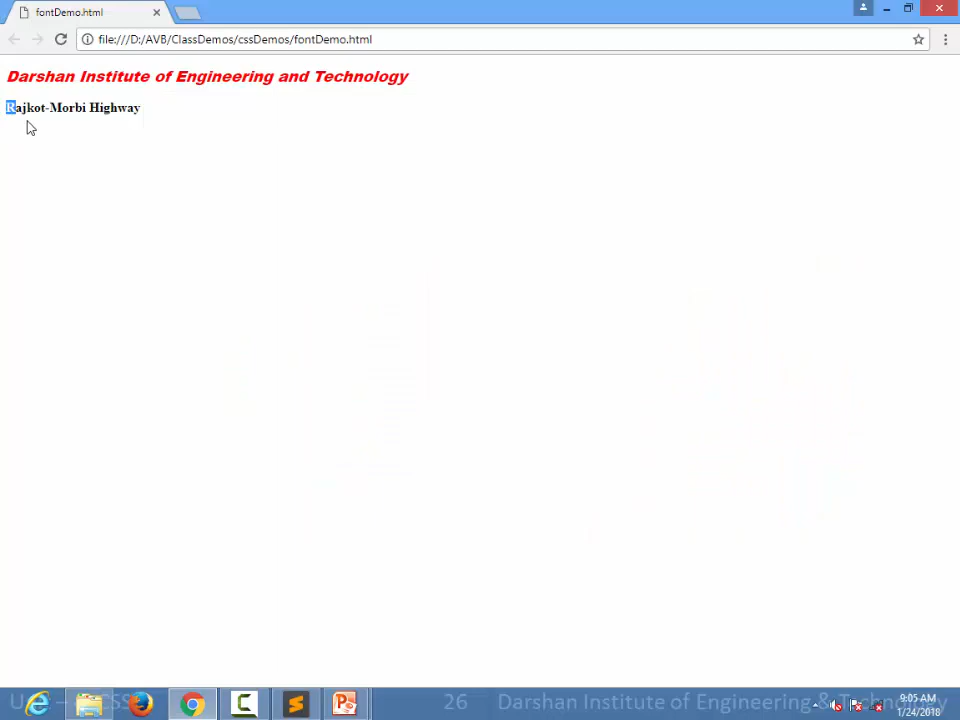 fontDemo.html
file:///D:/AVB/ClassDemos/cssDemos/fontDemo.html
Darshan Institute of Engineering and Technology
Rajkot-Morbi Highway
26 Darshan Institute of Engineering & Technology
9:05 AM
1/24/2018